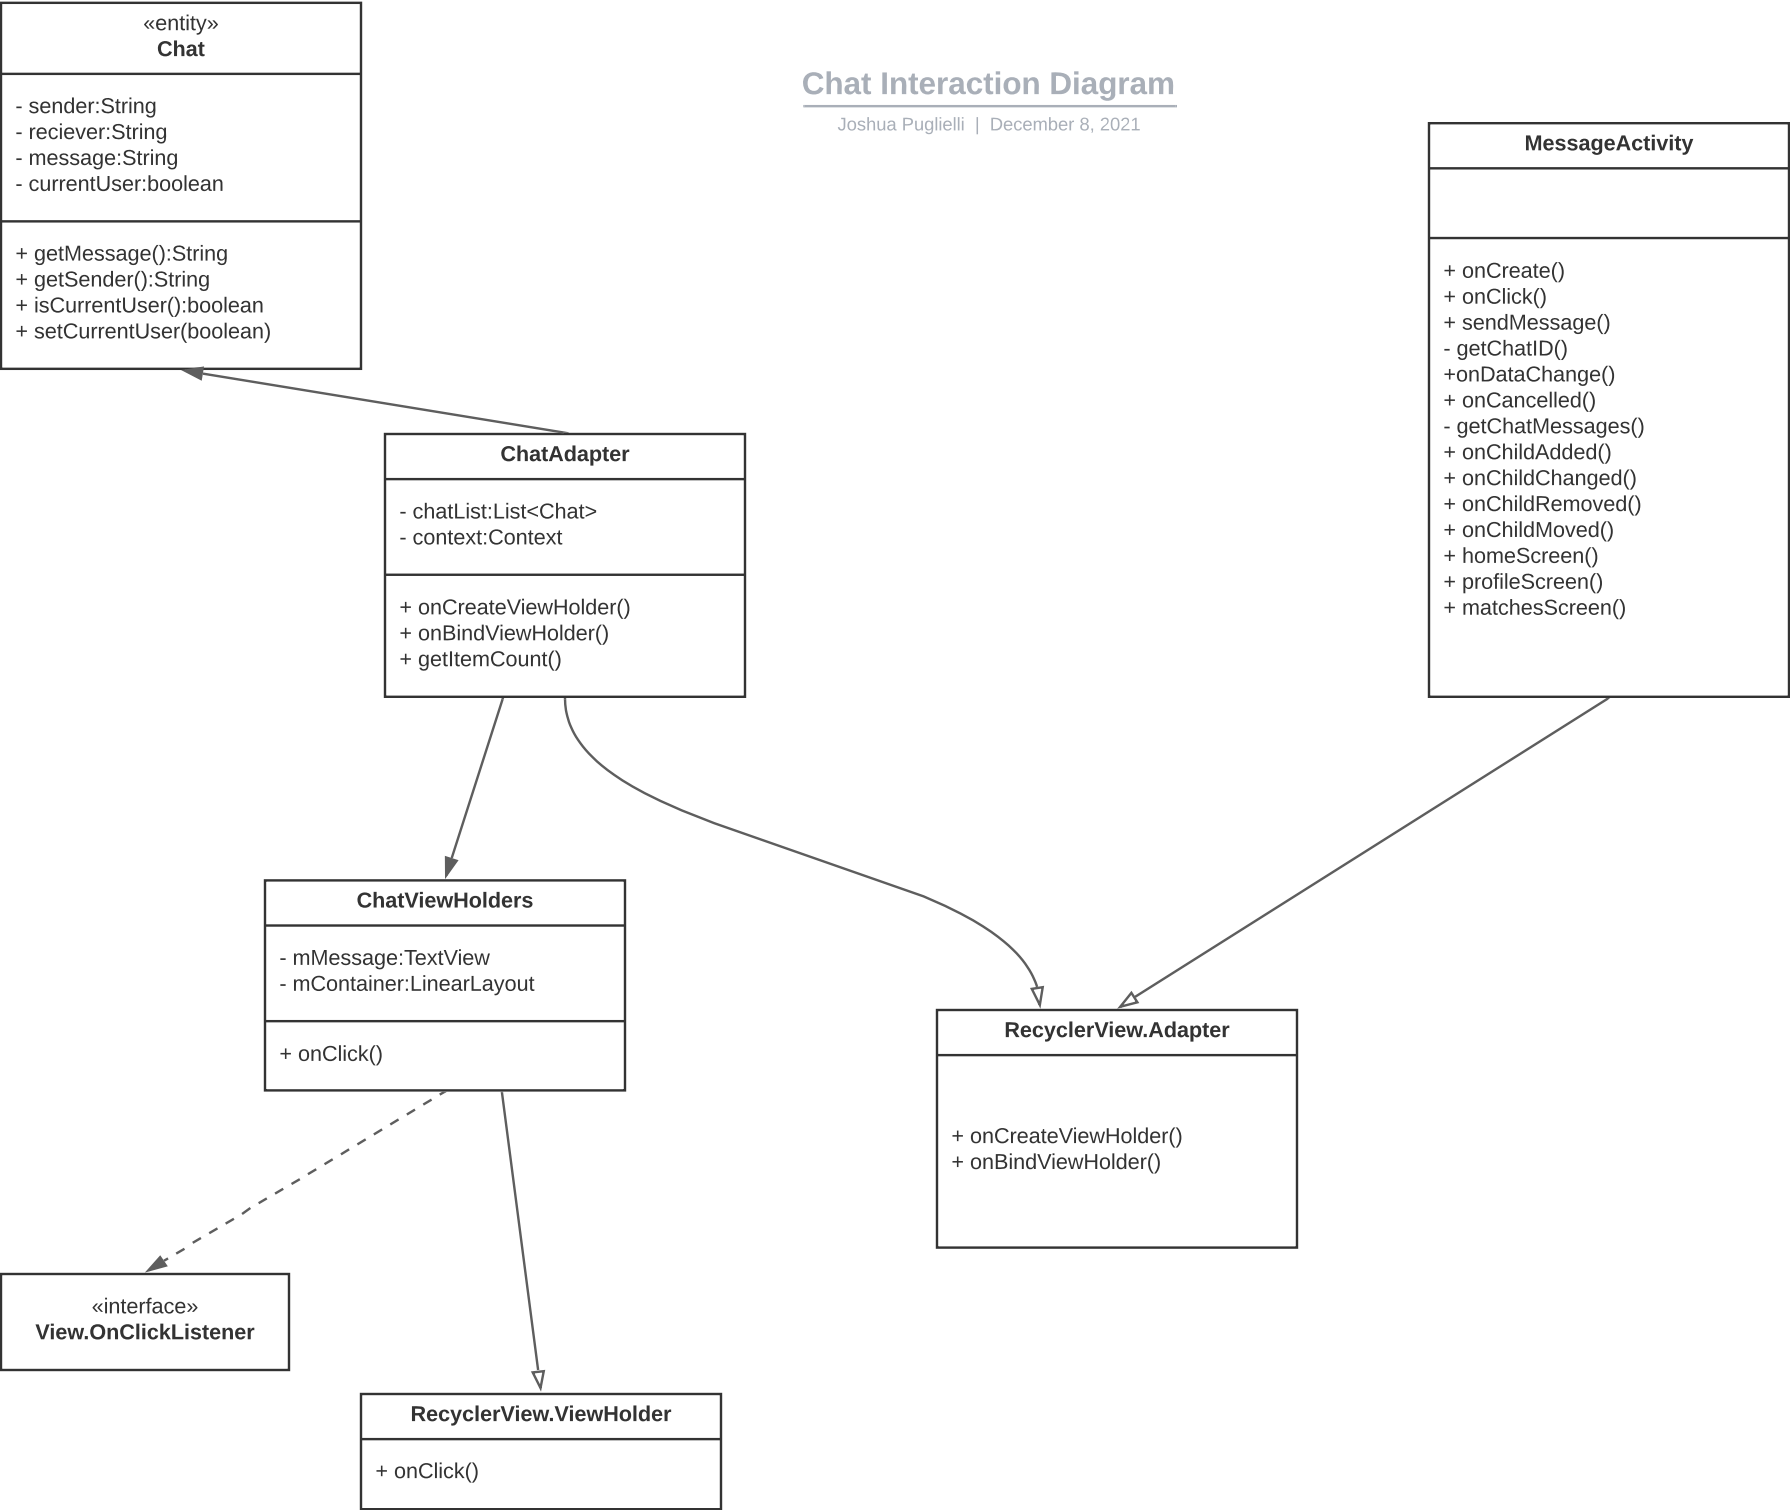 «entity»
Chat
- sender:String
- reciever:String
- message:String
- currentUser:boolean
+ getMessage():String
+ getSender():String
+ isCurrentUser():boolean
+ setCurrentUser(boolean)
Chat Interaction Diagram
Joshua Puglielli | December 8, 2021
MessageActivity
+ onCreate()
+ onClick()
+ sendMessage()
- getChatID()
+onDataChange()
+ onCancelled()
- getChatMessages()
+ onChildAdded()
+ onChildChanged()
+ onChildRemoved()
+ onChildMoved()
+ homeScreen()
+ profileScreen()
+ matchesScreen()
ChatAdapter
- chatList:List<Chat>
- context:Context
+ onCreateViewHolder()
+ onBindViewHolder()
+ getItemCount()
ChatViewHolders
- mMessage:TextView
- mContainer:LinearLayout
+ onClick()
RecyclerView.Adapter
+ onCreateViewHolder()
+ onBindViewHolder()
«interface»
View.OnClickListener
RecyclerView.ViewHolder
+ onClick()